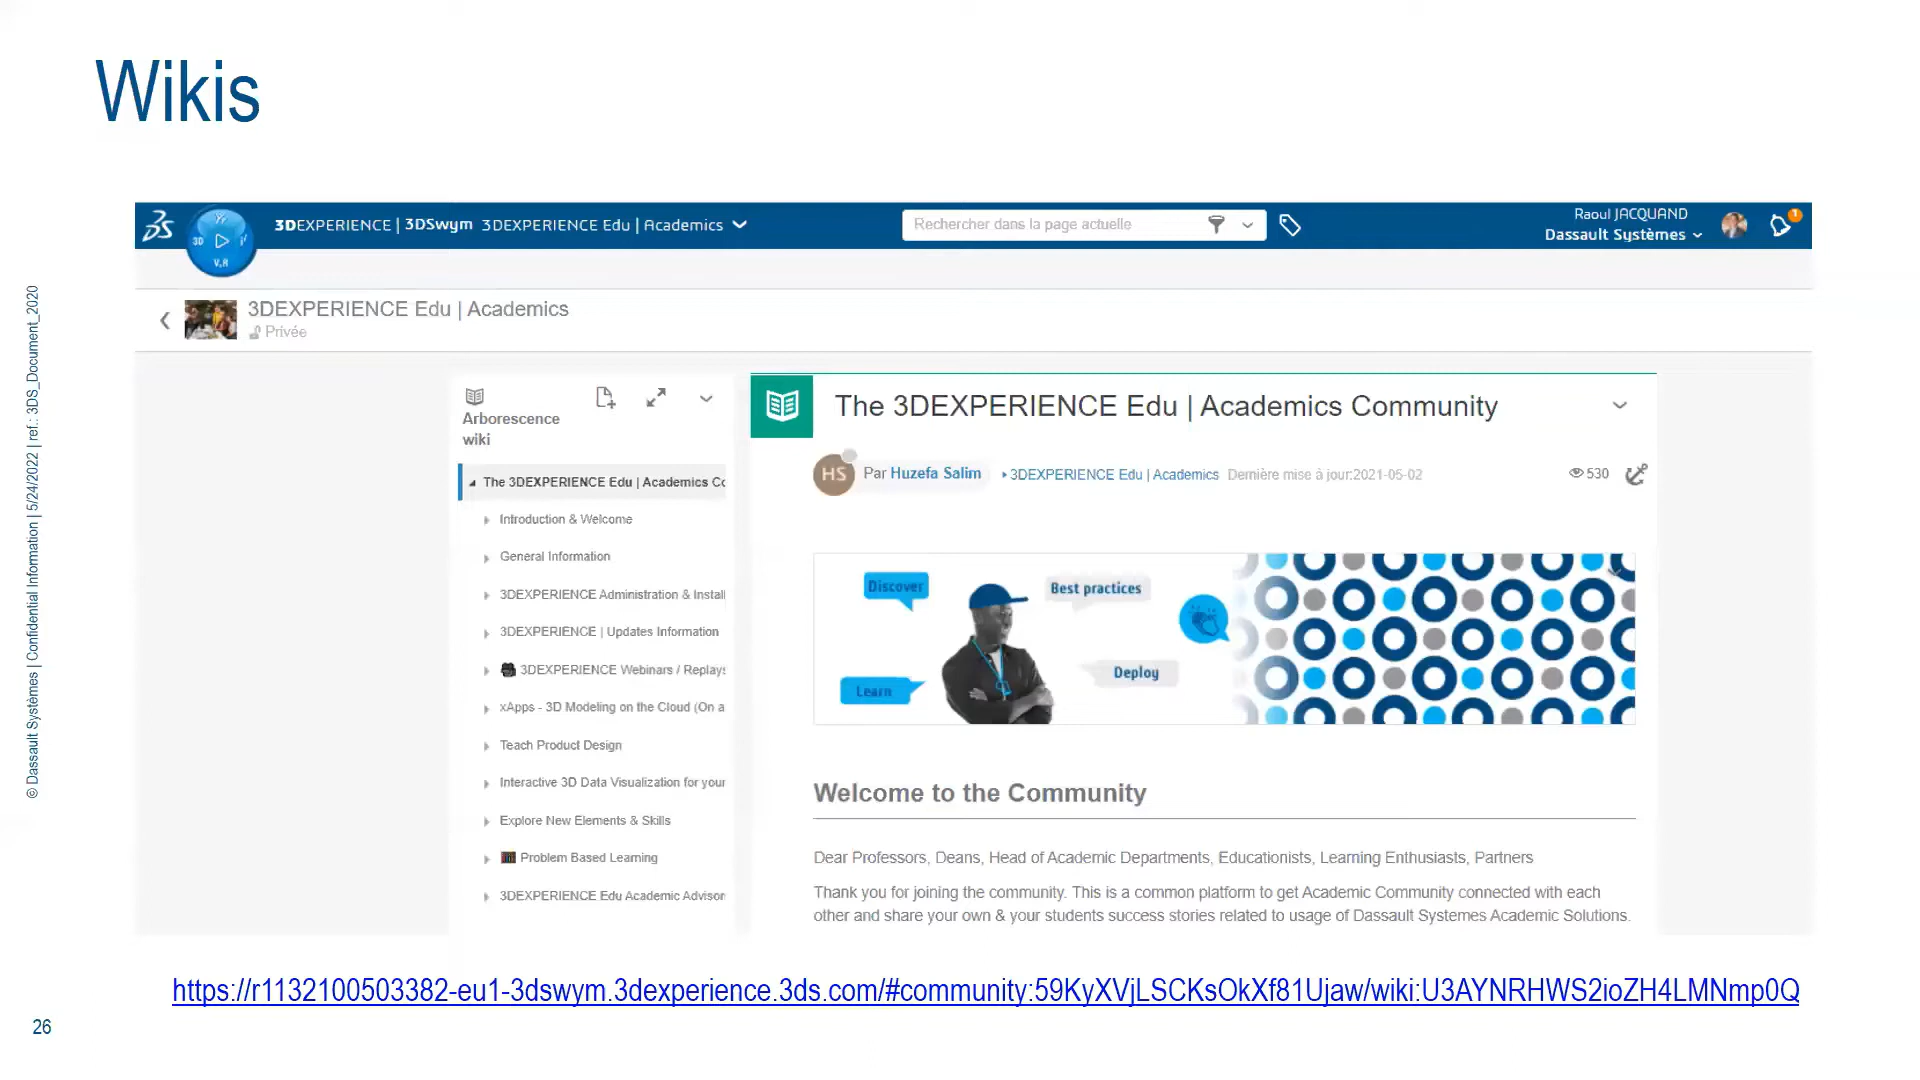 Wikis
3DEXPERIENCE | 3DSwym 3DEXPERIENCE Edu | Academics
Rechercher dans la page actuelle
Raoul JACQUAND
Dassault Systèmes
1
3D
V.R
3DEXPERIENCE Edu | Academics
Privée
Arborescence
wiki
The 3DEXPERIENCE Edu | Academics Co
Introduction & Welcome
General Information
3DEXPERIENCE Administration & Install
3DEXPERIENCE | Updates Information
3DEXPERIENCE Webinars / Replays
xApps - 3D Modeling on the Cloud (On a
Teach Product Design
Interactive 3D Data Visualization for your
Explore New Elements & Skills
Problem Based Learning
3DEXPERIENCE Edu Academic Advisor
The 3DEXPERIENCE Edu | Academics Community
HS
Par Huzefa Salim
3DEXPERIENCE Edu | Academics Dernière mise à jour:2021-05-02
530
Discover
Best practices
Learn
Deploy
Welcome to the Community
Dear Professors, Deans, Head of Academic Departments, Educationists, Learning Enthusiasts, Partners
Thank you for joining the community. This is a common platform to get Academic Community connected with each
other and share your own & your students success stories related to usage of Dassault Systemes Academic Solutions.
https://r1132100503382-eu1-3dswym.3dexperience.3ds.com/#community:59KyXVjLSCKsOkXf81Ujaw/wiki:U3AYNRHWS2ioZH4LMNmp0Q
© Dassault Systèmes | Confidential Information | 5/24/2022 | ref.: 3DS_Document_2020
26